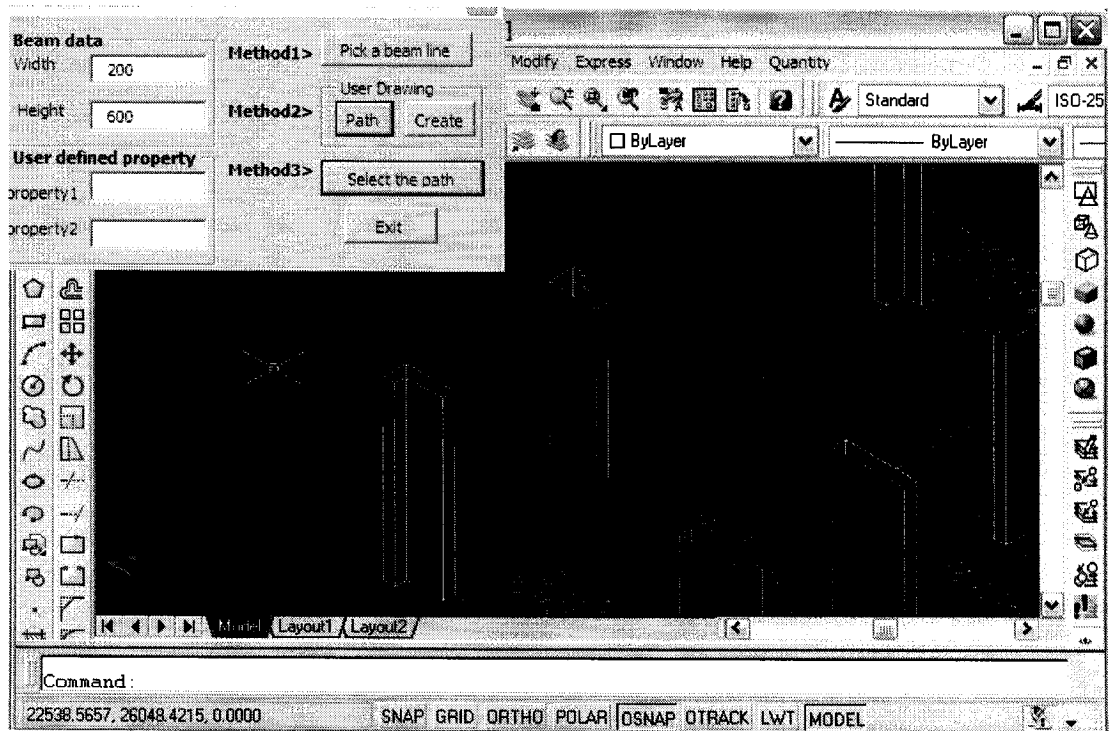 Beam data
Width 200
Height 600
User defined property
property1
property2
Method1> Pick a beam line
User Drawing
Method2> Path Create
Method3> Select the path
Exit
]
Modify Express Window Help Quantity
Standard ISO-25
ByLayer ByLayer
Model Layout1 Layout2
Command:
22538.5657, 26048.4215, 0.0000 SNAP GRID ORTHO POLAR OSNAP OTRACK LWT MODEL